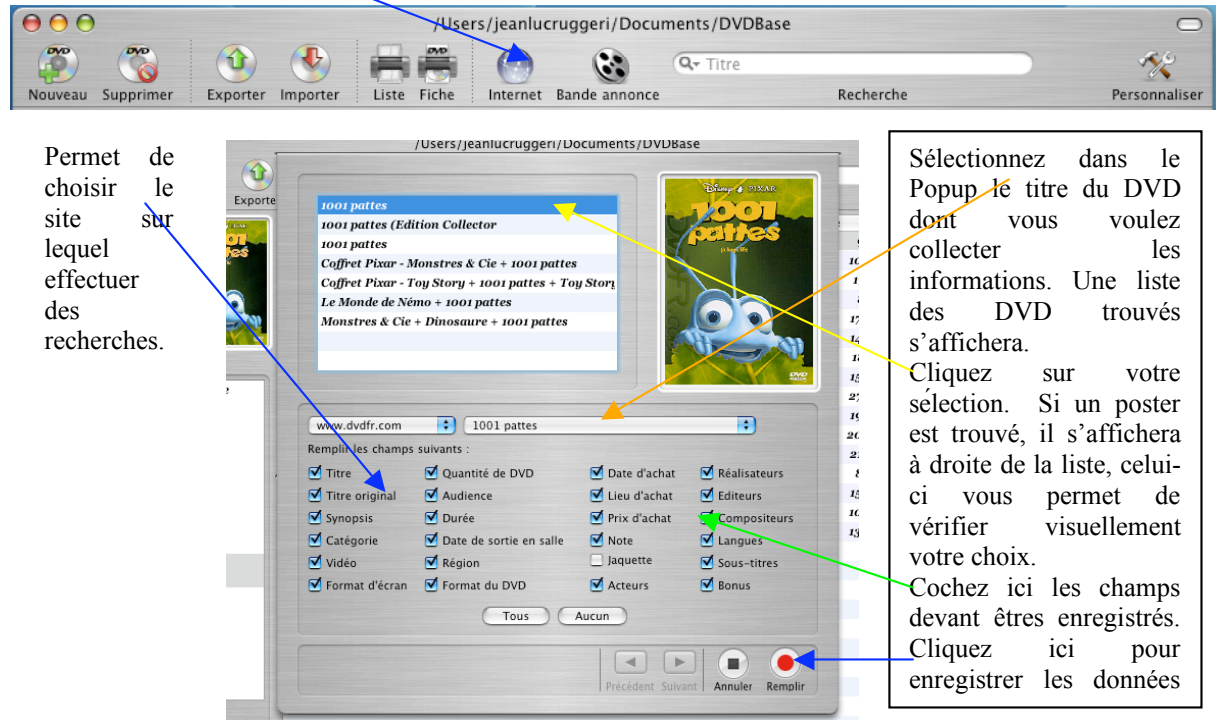 /Users/jeanlucruggeri/Documents/DVDBase
DVD DVD DVD
Nouveau Supprimer Exporter Importer Liste Fiche Internet Bande annonce Titre Recherche Personnaliser
Permet de
choisir le
site sur
lequel
effectuer
des
recherches.
/Users/jeanlucruggeri/Documents/DVDBase
Exporte
1001 pattes
1001 pattes (Edition Collector
1001 pattes
Coffret Pixar - Monstres & Cie + 1001 pattes
Coffret Pixar - Toy Story + 1001 pattes + Toy Story
Le Monde de Némo + 1001 pattes
Monstres & Cie + Dinosaure + 1001 pattes
Disney PIXAR
1001
pattes
DVD
www.dvdfr.com 1001 pattes
Remplir les champs suivants :
Titre Quantité de DVD Date d'achat Réalisateurs
Titre original Audience Lieu d'achat Editeurs
Synopsis Durée Prix d'achat Compositeurs
Catégorie Date de sortie en salle Note Langues
Vidéo Région Jaquette Sous-titres
Format d'écran Format du DVD Acteurs Bonus
Tous Aucun
Précédent Suivant Annuler Remplir
Sélectionnez dans le
Popup le titre du DVD
dont vous voulez
collecter les
informations. Une liste
des DVD trouvés
s’affichera.
Cliquez sur votre
sélection. Si un poster
est trouvé, il s’affichera
à droite de la liste, celui-
ci vous permet de
vérifier visuellement
votre choix.
Cochez ici les champs
devant êtres enregistrés.
Cliquez ici pour
enregistrer les données